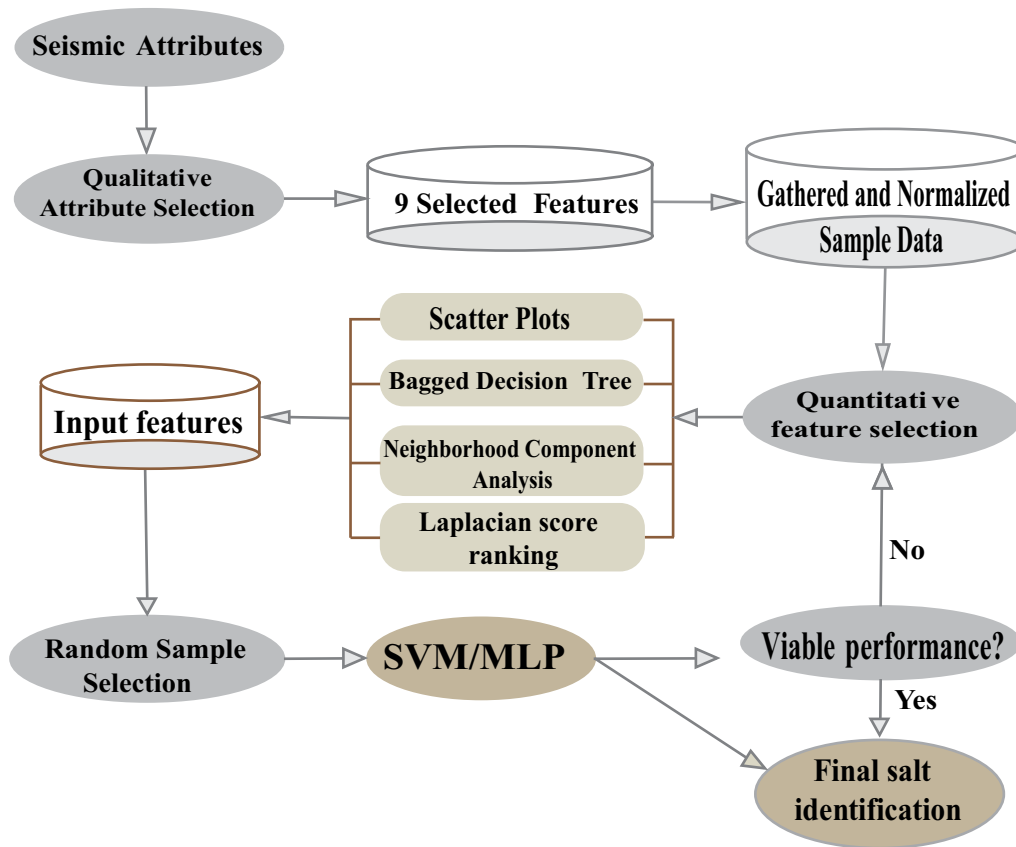 Seismic Attributes
Qualitative
Attribute Selection
9 Selected Features
Gathered and Normalized
Sample Data
Scatter Plots
Bagged Decision Tree
Neighborhood Component
Analysis
Laplacian score
ranking
Quantitati ve
feature selection
Input features
No
Random Sample
Selection
SVM/MLP
Viable performance?
Yes
Final salt
identification